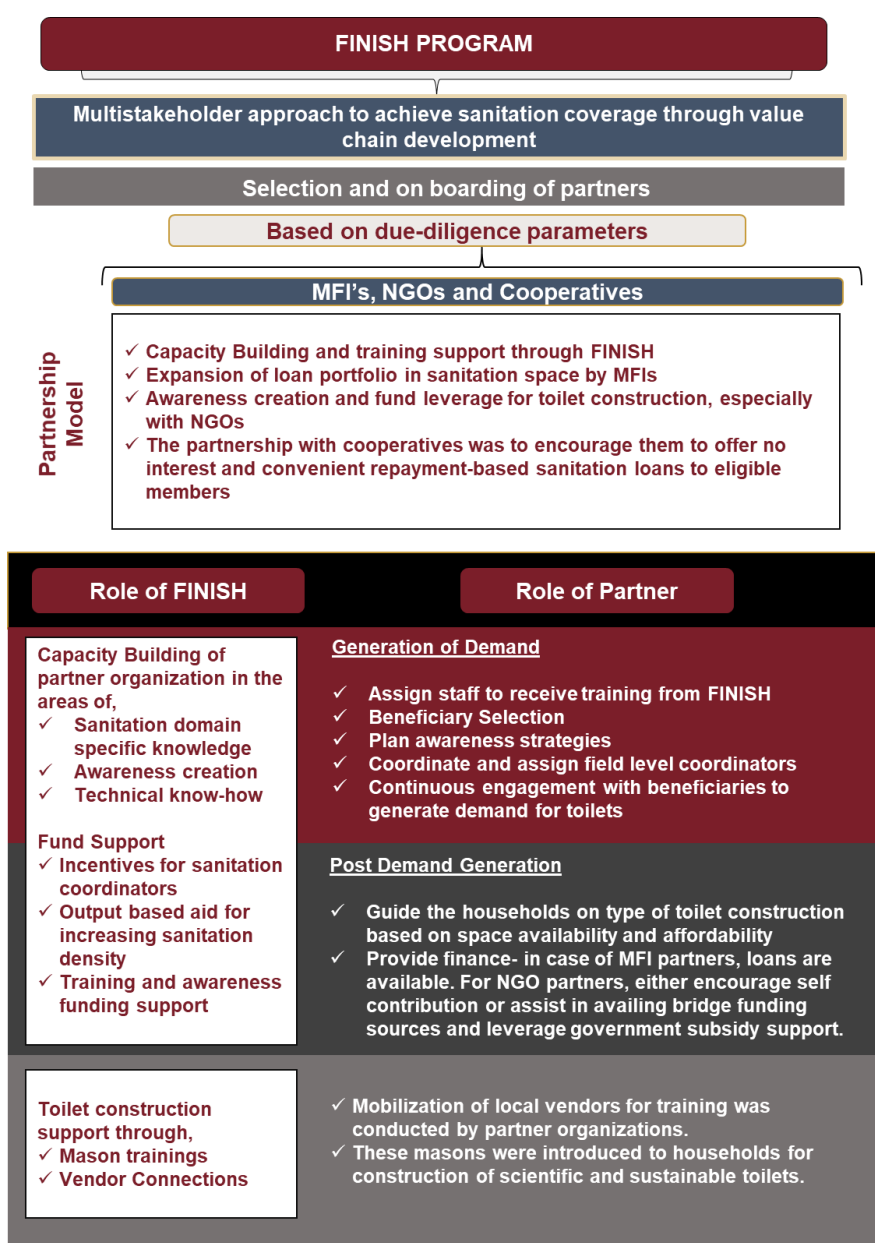 FINISH PROGRAM
Multistakeholder approach to achieve sanitation coverage through value
chain development
Selection and on boarding of partners
Based on due-diligence parameters
MFI's, NGOs and Cooperatives
Partnership
Model
✓ Capacity Building and training support through FINISH
✓ Expansion of loan portfolio in sanitation space by MFIs
✓ Awareness creation and fund leverage for toilet construction, especially
with NGOs
✓ The partnership with cooperatives was to encourage them to offer no
interest and convenient repayment-based sanitation loans to eligible
members
Role of FINISH
Role of Partner
Capacity Building of
partner organization in the
areas of,
✓ Sanitation domain
specific knowledge
✓ Awareness creation
✓ Technical know-how
Fund Support
✓ Incentives for sanitation
coordinators
✓ Output based aid for
increasing sanitation
density
✓ Training and awareness
funding support
Generation of Demand
✓ Assign staff to receive training from FINISH
✓ Beneficiary Selection
✓ Plan awareness strategies
✓ Coordinate and assign field level coordinators
✓ Continuous engagement with beneficiaries to
generate demand for toilets
Post Demand Generation
✓ Guide the households on type of toilet construction
based on space availability and affordability
✓ Provide finance- in case of MFI partners, loans are
available. For NGO partners, either encourage self
contribution or assist in availing bridge funding
sources and leverage government subsidy support.
Toilet construction
support through,
✓ Mason trainings
✓ Vendor Connections
✓ Mobilization of local vendors for training was
conducted by partner organizations.
✓ These masons were introduced to households for
construction of scientific and sustainable toilets.